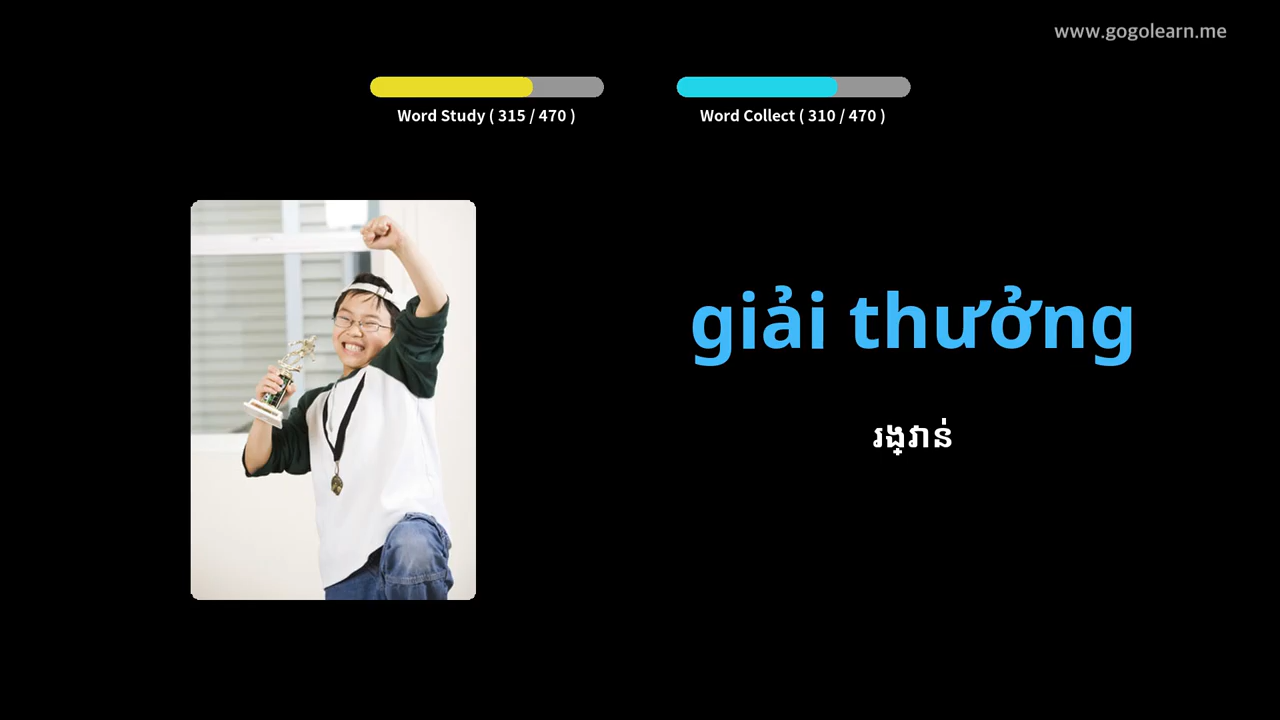 www.gogolearn.me
Word Study ( 315 / 470 )
Word Collect ( 310 / 470 )
giải thưởng
រង្វាន់